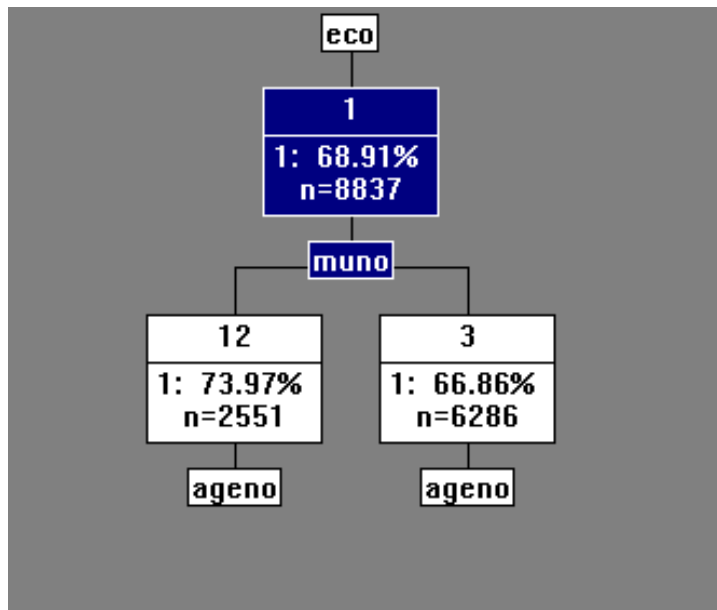 eco
1
1: 68.91%
n=8837
muno
12
1: 73.97%
n=2551
ageno
3
1: 66.86%
n=6286
ageno